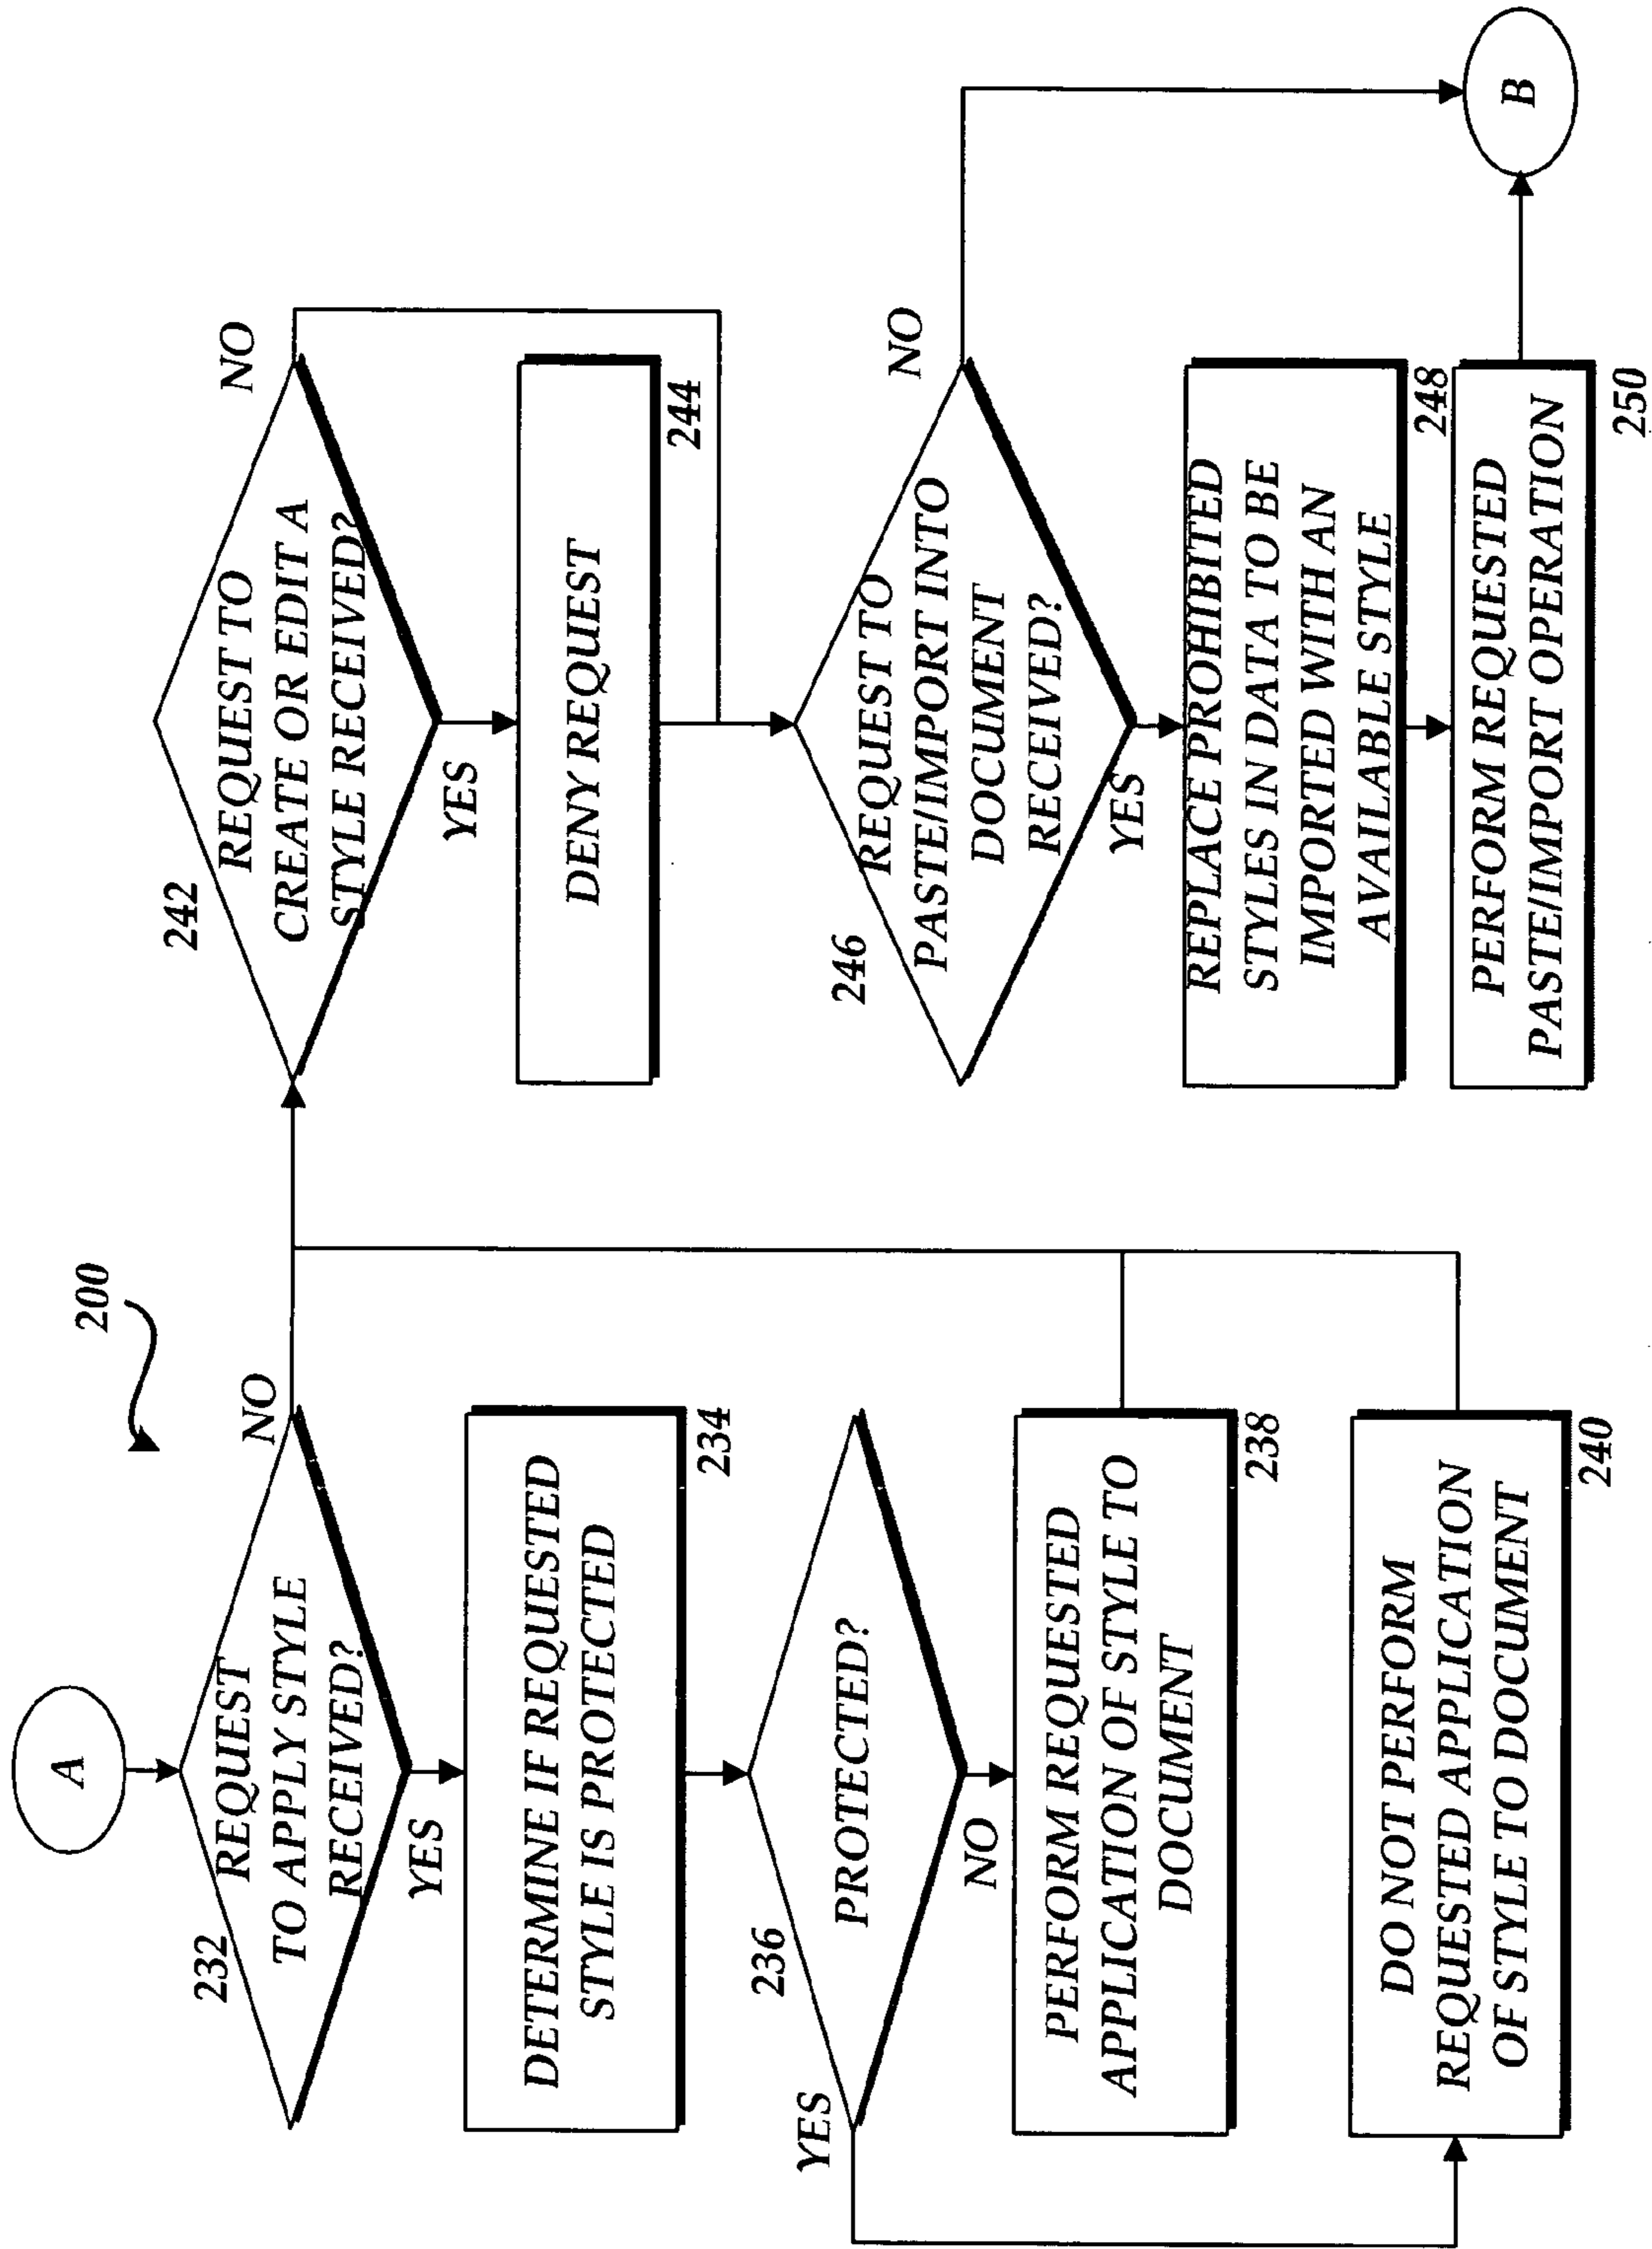 200
A
232
REQUEST
TO APPLY STYLE
RECEIVED?
NO
YES
DETERMINE IF REQUESTED
STYLE IS PROTECTED
234
236
PROTECTED?
YES
NO
PERFORM REQUESTED
APPLICATION OF STYLE TO
DOCUMENT
238
DO NOT PERFORM
REQUESTED APPLICATION
OF STYLE TO DOCUMENT
240
242
REQUEST TO
CREATE OR EDIT A
STYLE RECEIVED?
NO
YES
DENY REQUEST
244
246
REQUEST TO
PASTE/IMPORT INTO
DOCUMENT
RECEIVED?
NO
YES
REPLACE PROHIBITED
STYLES IN DATA TO BE
IMPORTED WITH AN
AVAILABLE STYLE
248
PERFORM REQUESTED
PASTE/IMPORT OPERATION
250
B